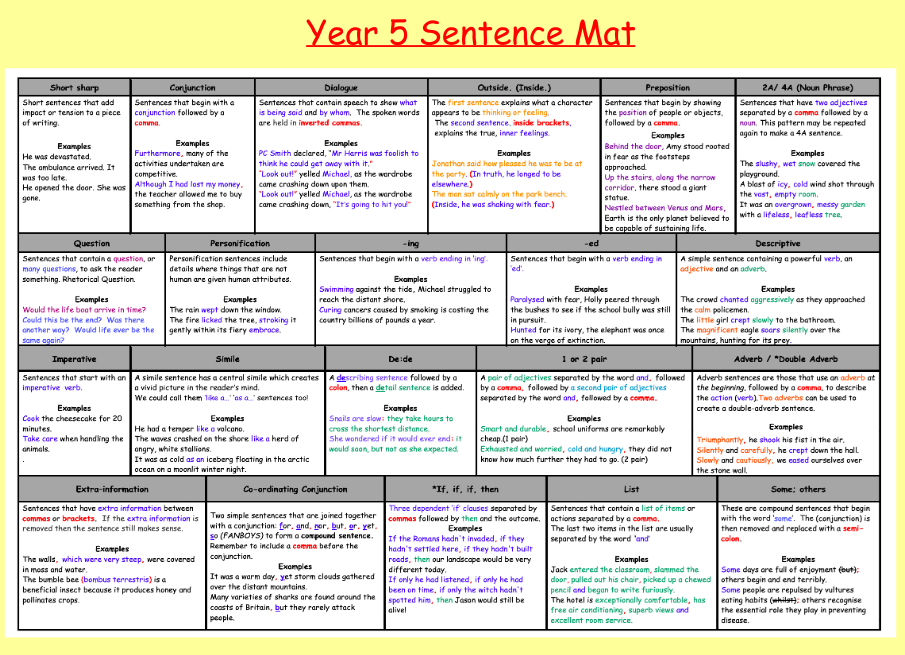 Year 5 Sentence Mat
Short sharp
Short sentences that add
impact or tension to a piece
of writing.
Examples
He was devastated.
The ambulance arrived. It
was too late.
He opened the door. She was
gone.
Conjunction
Sentences that begin with a
conjunction followed by a
comma.
Examples
Furthermore, many of the
activities undertaken are
competitive.
Although I had lost my money,
the teacher allowed me to buy
something from the shop.
Dialogue
Sentences that contain speech to show what
is being said and by whom. The spoken words
are held in inverted commas.
Examples
PC Smith declared, "Mr Harris was foolish to
think he could get away with it."
"Look out!" yelled Michael, as the wardrobe
came crashing down upon them.
"Look out!" yelled Michael, as the wardrobe
came crashing down, "It's going to hit you!"
Outside. (Inside.)
The first sentence explains what a character
appears to be thinking or feeling.
The second sentence, inside brackets,
explains the true, inner feelings.
Examples
Jonathan said how pleased he was to be at
the party. (In truth, he longed to be
elsewhere.)
The man sat calmly on the park bench.
(Inside, he was shaking with fear.)
Preposition
Sentences that begin by showing
the position of people or objects,
followed by a comma.
Examples
Behind the door, Amy stood rooted
in fear as the footsteps
approached.
Up the stairs, along the narrow
corridor, there stood a giant
statue.
Nestled between Venus and Mars,
Earth is the only planet believed to
be capable of sustaining life.
2A/ 4A (Noun Phrase)
Sentences that have two adjectives
separated by a comma followed by a
noun. This pattern may be repeated
again to make a 4A sentence.
Examples
The slushy, wet snow covered the
playground.
A blast of icy, cold wind shot through
the vast, empty room.
It was an overgrown, messy garden
with a lifeless, leafless tree.
Question
Sentences that contain a question, or
many questions, to ask the reader
something. Rhetorical Question.
Examples
Would the life boat arrive in time?
Could this be the end? Was there
another way? Would life ever be the
same again?
Personification
Personification sentences include
details where things that are not
human are given human attributes.
Examples
The rain wept down the window.
The fire licked the tree, stroking it
gently within its fiery embrace.
-ing
Sentences that begin with a verb ending in 'ing'.
Examples
Swimming against the tide, Michael struggled to
reach the distant shore.
Curing cancers caused by smoking is costing the
country billions of pounds a year.
-ed
Sentences that begin with a verb ending in
'ed'.
Examples
Paralysed with fear, Holly peered through
the bushes to see if the school bully was still
in pursuit.
Hunted for its ivory, the elephant was once
on the verge of extinction.
Descriptive
A simple sentence containing a powerful verb, an
adjective and an adverb.
Examples
The crowd chanted aggressively as they approached
the calm policemen.
The little girl crept slowly to the bathroom.
The magnificent eagle soars silently over the
mountains, hunting for its prey.
Imperative
Sentences that start with an
imperative verb.
Examples
Cook the cheesecake for 20
minutes.
Take care when handling the
animals.
.
Simile
A simile sentence has a central simile which creates
a vivid picture in the reader's mind.
We could call them 'like a...' 'as a...' sentences too!
Examples
He had a temper like a volcano.
The waves crashed on the shore like a herd of
angry, white stallions.
It was as cold as an iceberg floating in the arctic
ocean on a moonlit winter night.
De:de
A describing sentence followed by a
colon, then a detail sentence is added.
Examples
Snails are slow: they take hours to
cross the shortest distance.
She wondered if it would ever end: it
would soon, but not as she expected.
1 or 2 pair
A pair of adjectives separated by the word and, followed
by a comma, followed by a second pair of adjectives
separated by the word and, followed by a comma.
Examples
Smart and durable, school uniforms are remarkably
cheap.(1 pair)
Exhausted and worried, cold and hungry, they did not
know how much further they had to go. (2 pair)
Adverb / *Double Adverb
Adverb sentences are those that use an adverb at
the beginning, followed by a comma, to describe
the action (verb).Two adverbs can be used to
create a double-adverb sentence.
Examples
Triumphantly, he shook his fist in the air.
Silently and carefully, he crept down the hall.
Slowly and cautiously, we eased ourselves over
the stone wall.
Extra-information
Sentences that have extra information between
commas or brackets. If the extra information is
removed then the sentence still makes sense.
Examples
The walls, which were very steep, were covered
in moss and water.
The bumble bee (bombus terrestris) is a
beneficial insect because it produces honey and
pollinates crops.
Co-ordinating Conjunction
Two simple sentences that are joined together
with a conjunction: for, and, nor, but, or, yet,
so (FANBOYS) to form a compound sentence.
Remember to include a comma before the
conjunction.
Examples
It was a warm day, yet storm clouds gathered
over the distant mountains.
Many varieties of sharks are found around the
coasts of Britain, but they rarely attack
people.
*If, if, if, then
Three dependent 'if' clauses separated by
commas followed by then and the outcome.
Examples
If the Romans hadn't invaded, if they
hadn't settled here, if they hadn't built
roads, then our landscape would be very
different today.
If only he had listened, if only he had
been on time, if only the witch hadn't
spotted him, then Jason would still be
alive!
List
Sentences that contain a list of items or
actions separated by a comma.
The last two items in the list are usually
separated by the word 'and'
Examples
Jack entered the classroom, slammed the
door, pulled out his chair, picked up a chewed
pencil and began to write furiously.
The hotel is exceptionally comfortable, has
free air conditioning, superb views and
excellent room service.
Some; others
These are compound sentences that begin
with the word 'some'. The (conjunction) is
then removed and replaced with a semi-
colon.
Examples
Some days are full of enjoyment (but);
others begin and end terribly.
Some people are repulsed by vultures
eating habits (whilst); others recognise
the essential role they play in preventing
disease.